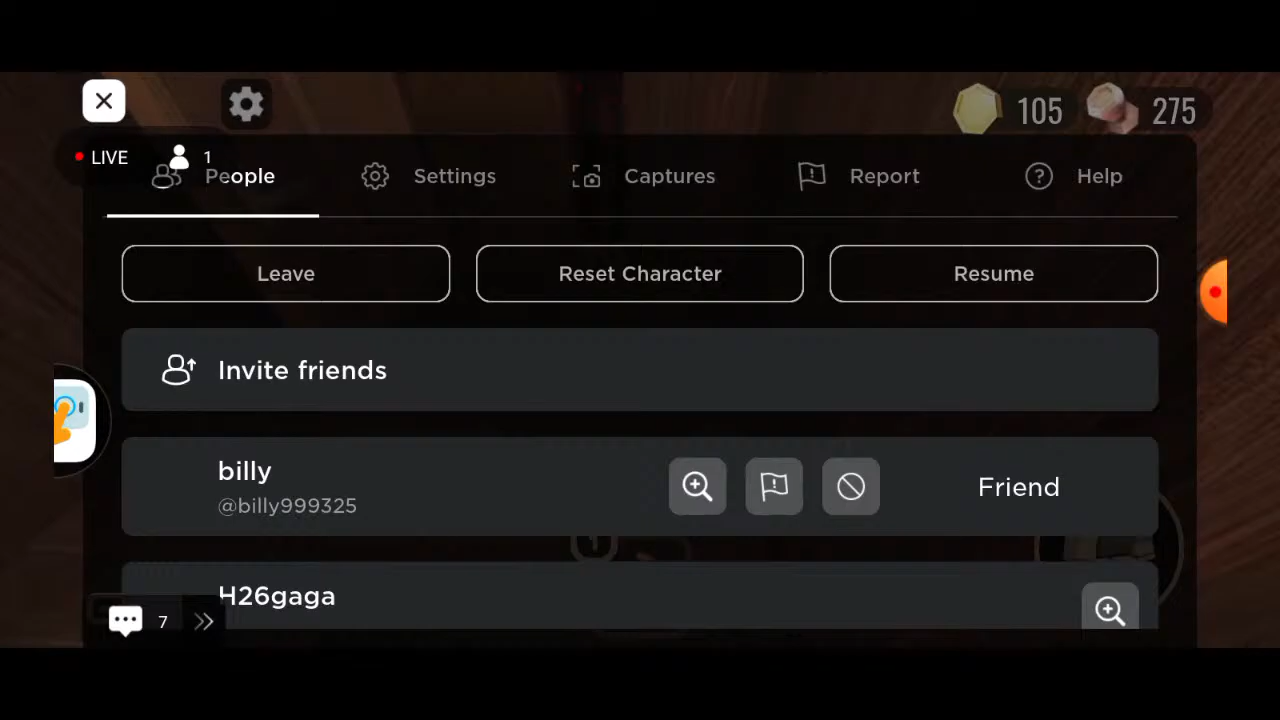 105
275
LIVE
1
People
Settings
Captures
Report
Help
Leave
Reset Character
Resume
Invite friends
billy
@billy999325
Friend
1
H26gaga
7